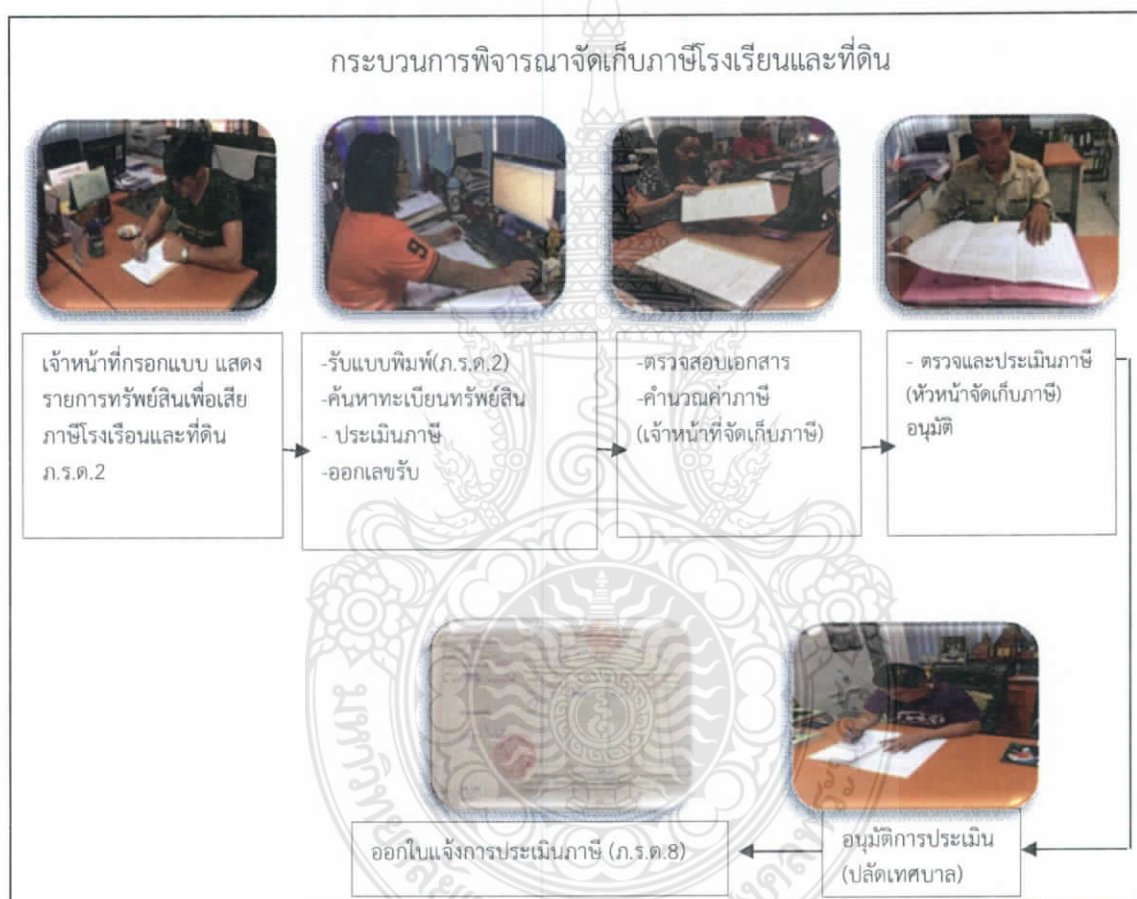 กระบวนการพิจารณาจัดเก็บภาษีโรงเรียนและที่ดิน
เจ้าหน้าที่กรอกแบบ แสดง
รายการทรัพย์สินเพื่อเสีย
ภาษีโรงเรือนและที่ดิน
ภ.ร.ด.2
-รับแบบพิมพ์(ภ.ร.ด.2)
-ค้นหาทะเบียนทรัพย์สิน
- ประเมินภาษี
-ออกเลขรับ
-ตรวจสอบเอกสาร
-คำนวณค่าภาษี
(เจ้าหน้าที่จัดเก็บภาษี)
- ตรวจและประเมินภาษี
(หัวหน้าจัดเก็บภาษี)
อนุมัติ
อนุมัติการประเมิน
(ปลัดเทศบาล)
ออกใบแจ้งการประเมินภาษี (ภ.ร.ด.8)